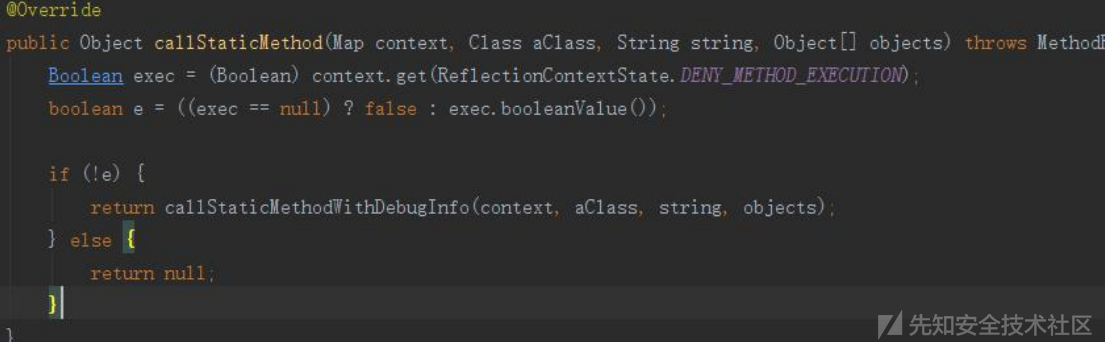 @Override
public Object callStaticMethod(Map context, Class aClass, String string, Object[] objects) throws
Boolean exec = (Boolean) context.get(ReflectionContextState.DENY_METHOD_EXECUTION);
boolean e = ((exec == null) ? false : exec.booleanValue());
if (!e) {
return callStaticMethodWithDebugInfo(context, aClass, string, objects);
} else {
return null;
}
}
先知安全技术社区